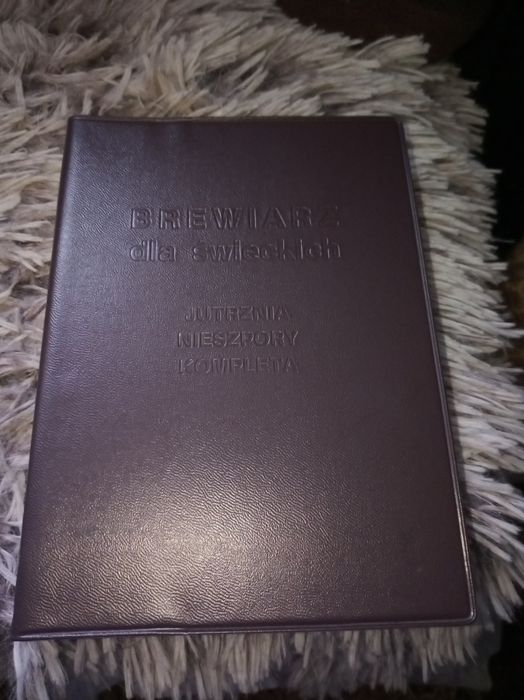 BREWIARZ
dla świeckich
JUTRZNIA
NIESZPORY
KOMPLETA